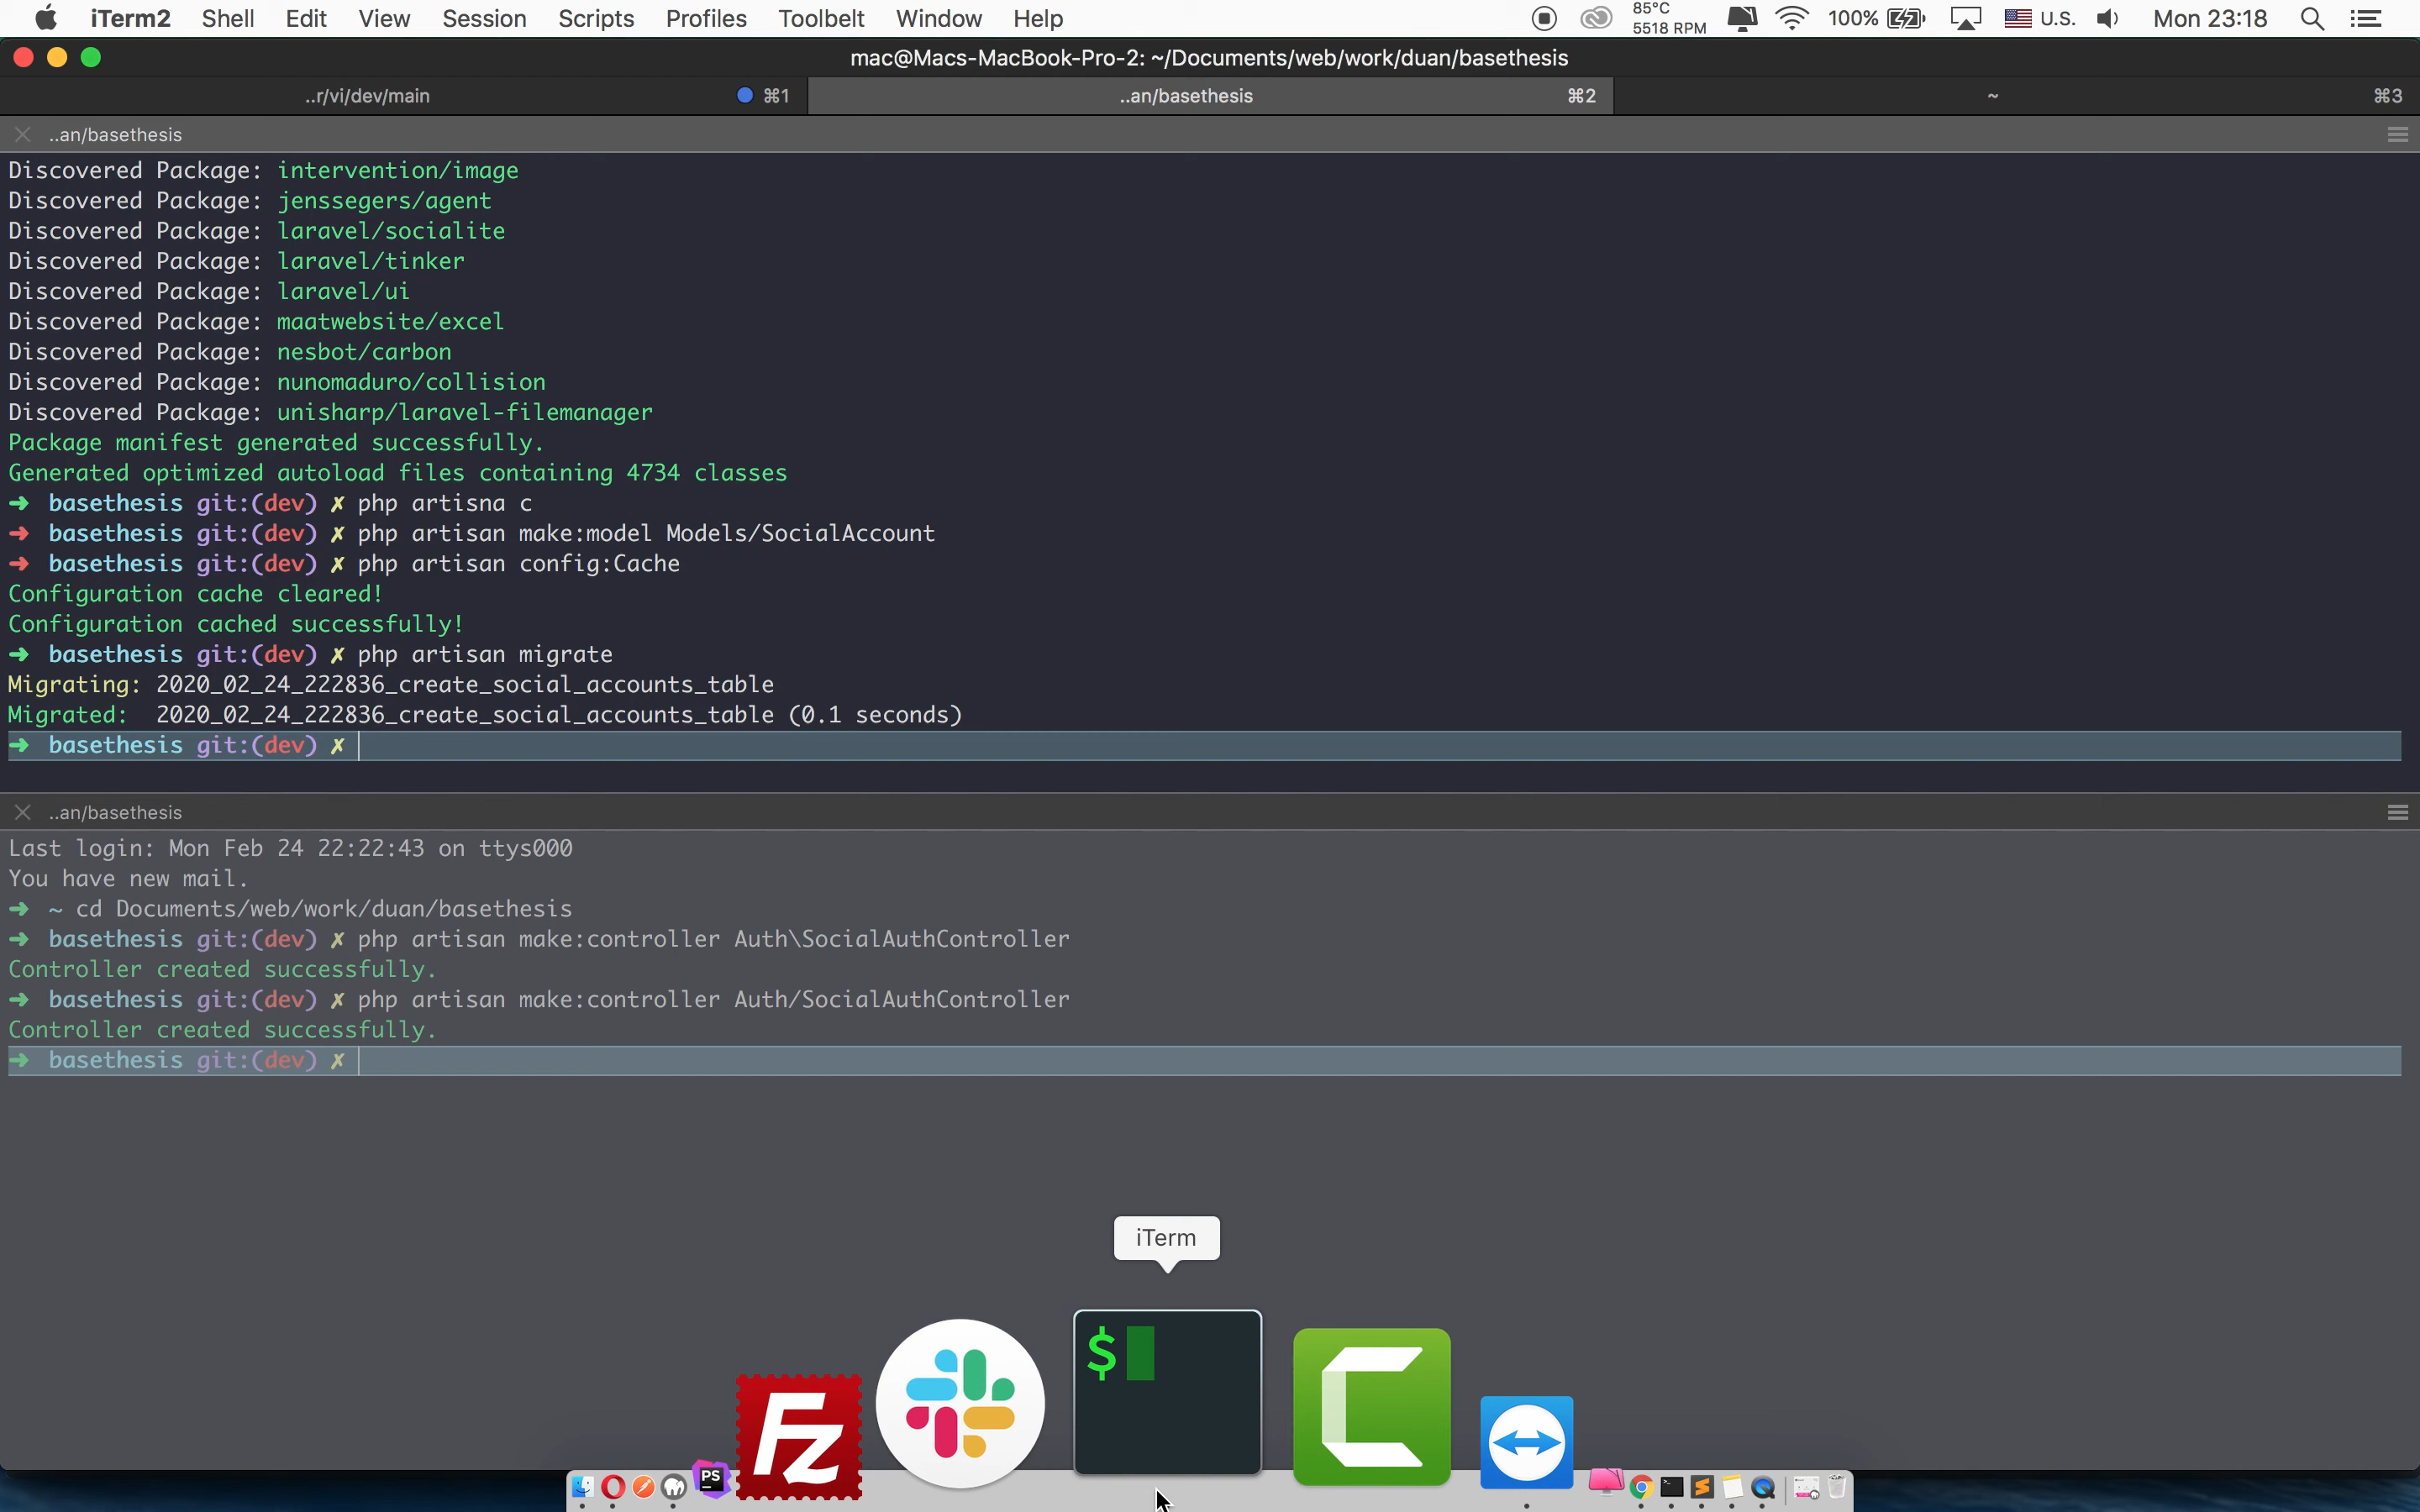 iTerm2 Shell Edit View Session Scripts Profiles Toolbelt Window Help 85°C 5518 RPM 100% U.S. Mon 23:18
mac@Macs-MacBook-Pro-2: ~/Documents/web/work/duan/basethesis
..r/vi/dev/main ⌘1 ..an/basethesis ⌘2 ~ ⌘3
..an/basethesis
Discovered Package: intervention/image
Discovered Package: jenssegers/agent
Discovered Package: laravel/socialite
Discovered Package: laravel/tinker
Discovered Package: laravel/ui
Discovered Package: maatwebsite/excel
Discovered Package: nesbot/carbon
Discovered Package: nunomaduro/collision
Discovered Package: unisharp/laravel-filemanager
Package manifest generated successfully.
Generated optimized autoload files containing 4734 classes
➜ basethesis git:(dev) ✗ php artisna c
➜ basethesis git:(dev) ✗ php artisan make:model Models/SocialAccount
➜ basethesis git:(dev) ✗ php artisan config:Cache
Configuration cache cleared!
Configuration cached successfully!
➜ basethesis git:(dev) ✗ php artisan migrate
Migrating: 2020_02_24_222836_create_social_accounts_table
Migrated: 2020_02_24_222836_create_social_accounts_table (0.1 seconds)
➜ basethesis git:(dev) ✗
..an/basethesis
Last login: Mon Feb 24 22:22:43 on ttys000
You have new mail.
➜ ~ cd Documents/web/work/duan/basethesis
➜ basethesis git:(dev) ✗ php artisan make:controller Auth\SocialAuthController
Controller created successfully.
➜ basethesis git:(dev) ✗ php artisan make:controller Auth/SocialAuthController
Controller created successfully.
➜ basethesis git:(dev) ✗
iTerm
$
Fz
C
PS